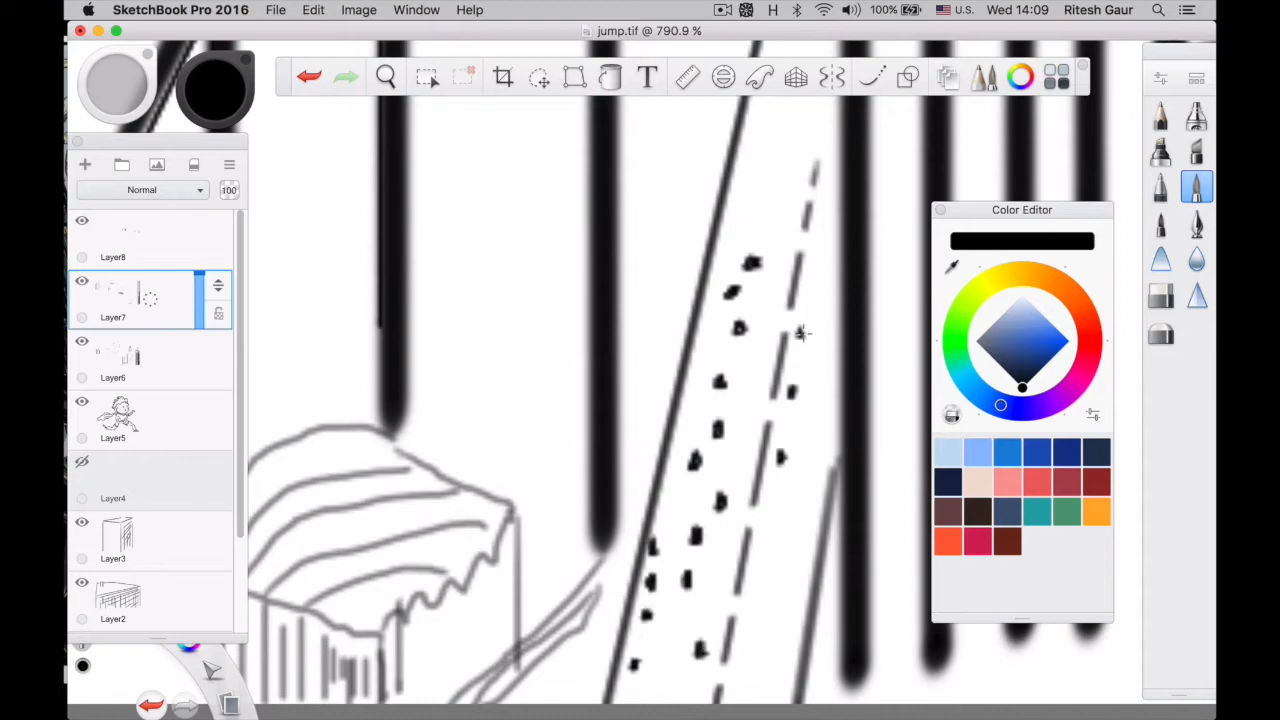 SketchBook Pro 2016 File Edit Image Window Help 100% U.S. Wed 14:09 Ritesh Gaur
jump.tif @ 790.9 %
T
Normal 100
Layer8
Layer7
Layer6
Layer5
Layer4
Layer3
Layer2
Color Editor